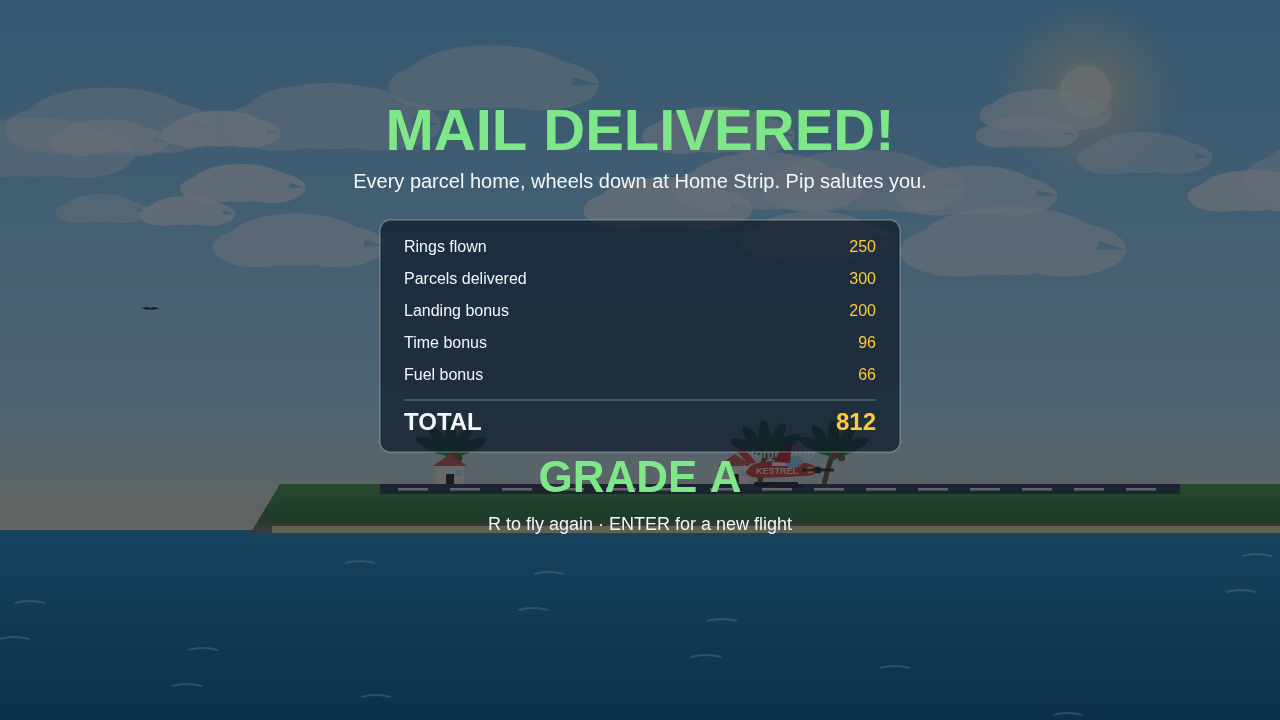 MAIL DELIVERED!
Every parcel home, wheels down at Home Strip. Pip salutes you.
Rings flown 250
Parcels delivered 300
Landing bonus 200
Time bonus 96
Fuel bonus 66
TOTAL 812
KESTREL
GRADE A
R to fly again · ENTER for a new flight